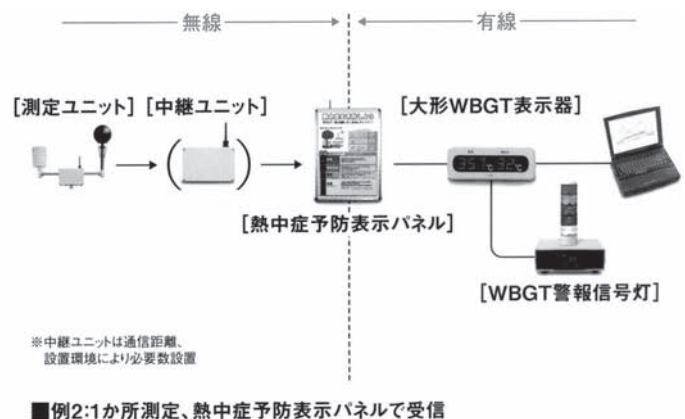 無線 有線
[測定ユニット] [中継ユニット] [大形WBGT表示器]
[熱中症予防表示パネル]
[WBGT警報信号灯]
※中継ユニットは通信距離、
設置環境により必要数設置
■例2:1か所測定、熱中症予防表示パネルで受信